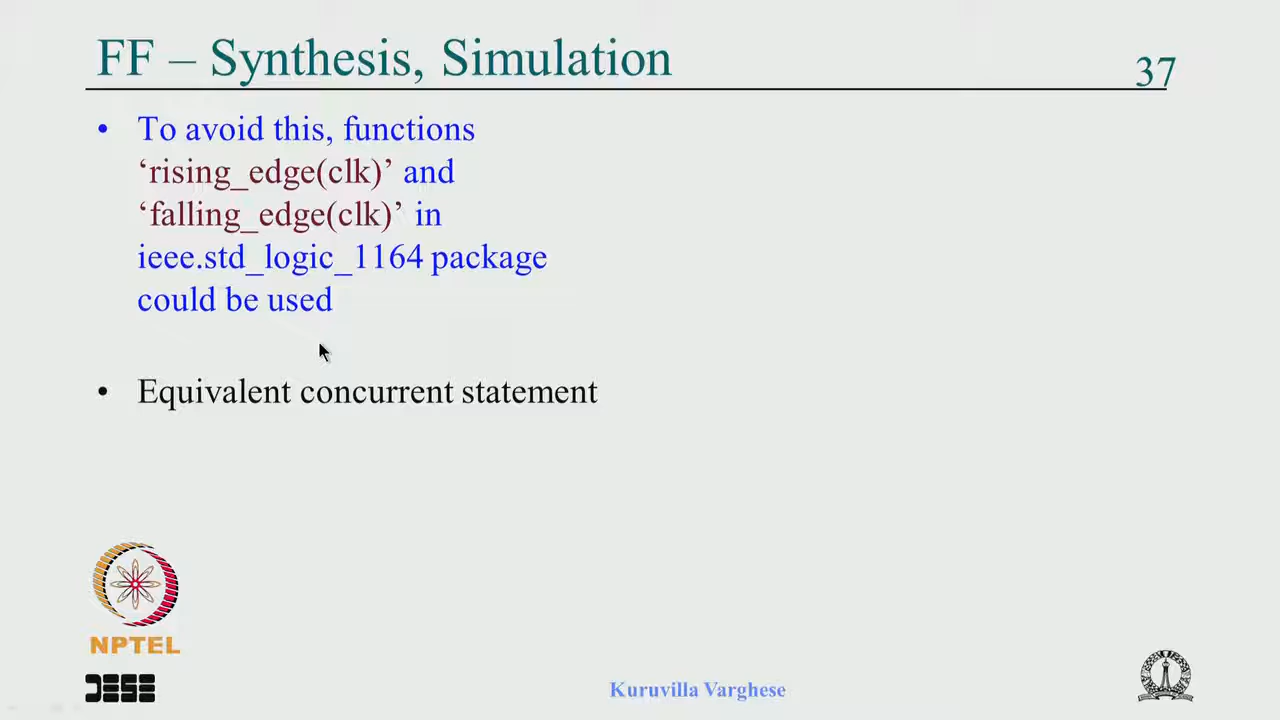 FF – Synthesis, Simulation
37
• To avoid this, functions
‘rising_edge(clk)’ and
‘falling_edge(clk)’ in
ieee.std_logic_1164 package
could be used
• Equivalent concurrent statement
NPTEL
DESE
Kuruvilla Varghese